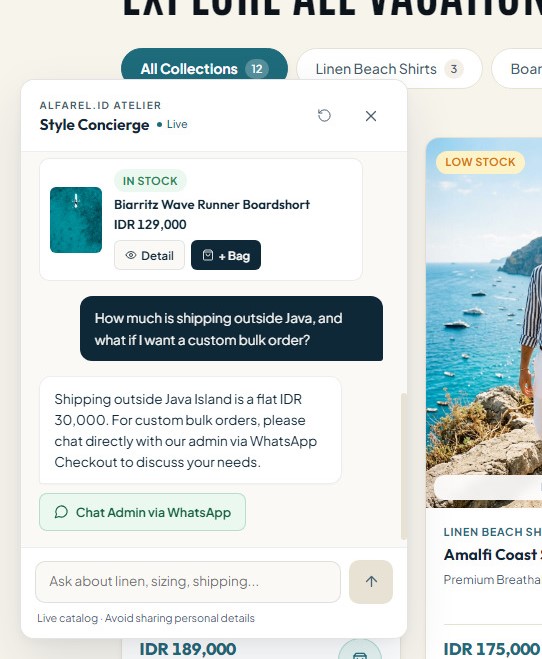 EXPLORE ALL VACATION
All Collections 12
Linen Beach Shirts 3
Boar
ALFAREL.ID ATELIER
Style Concierge • Live
IN STOCK
Biarritz Wave Runner Boardshort
IDR 129,000
Detail
+ Bag
How much is shipping outside Java, and
what if I want a custom bulk order?
Shipping outside Java Island is a flat IDR
30,000. For custom bulk orders, please
chat directly with our admin via WhatsApp
Checkout to discuss your needs.
Chat Admin via WhatsApp
Ask about linen, sizing, shipping...
Live catalog · Avoid sharing personal details
IDR 189,000
LOW STOCK
LINEN BEACH SH
Amalfi Coast S
Premium Breatha
IDR 175,000